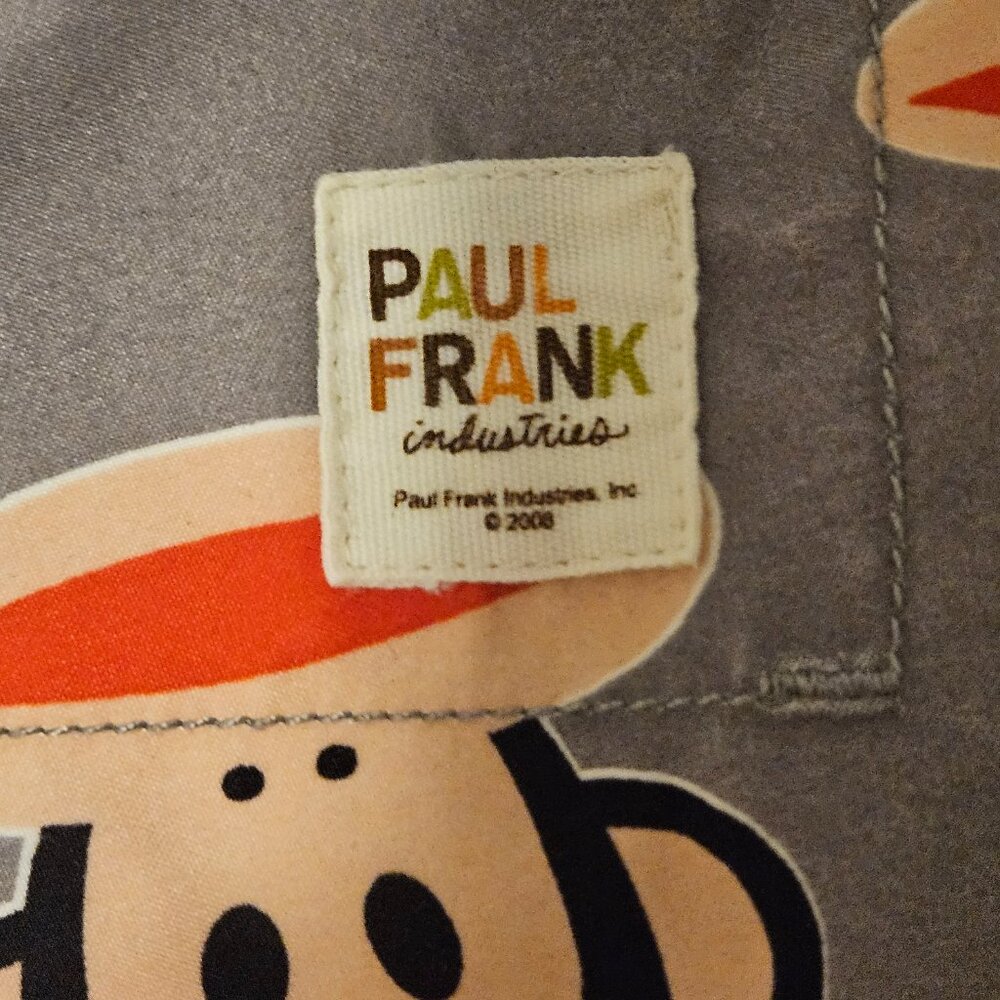 PAUL
FRANK
industries
Paul Frank Industries, Inc
© 2008